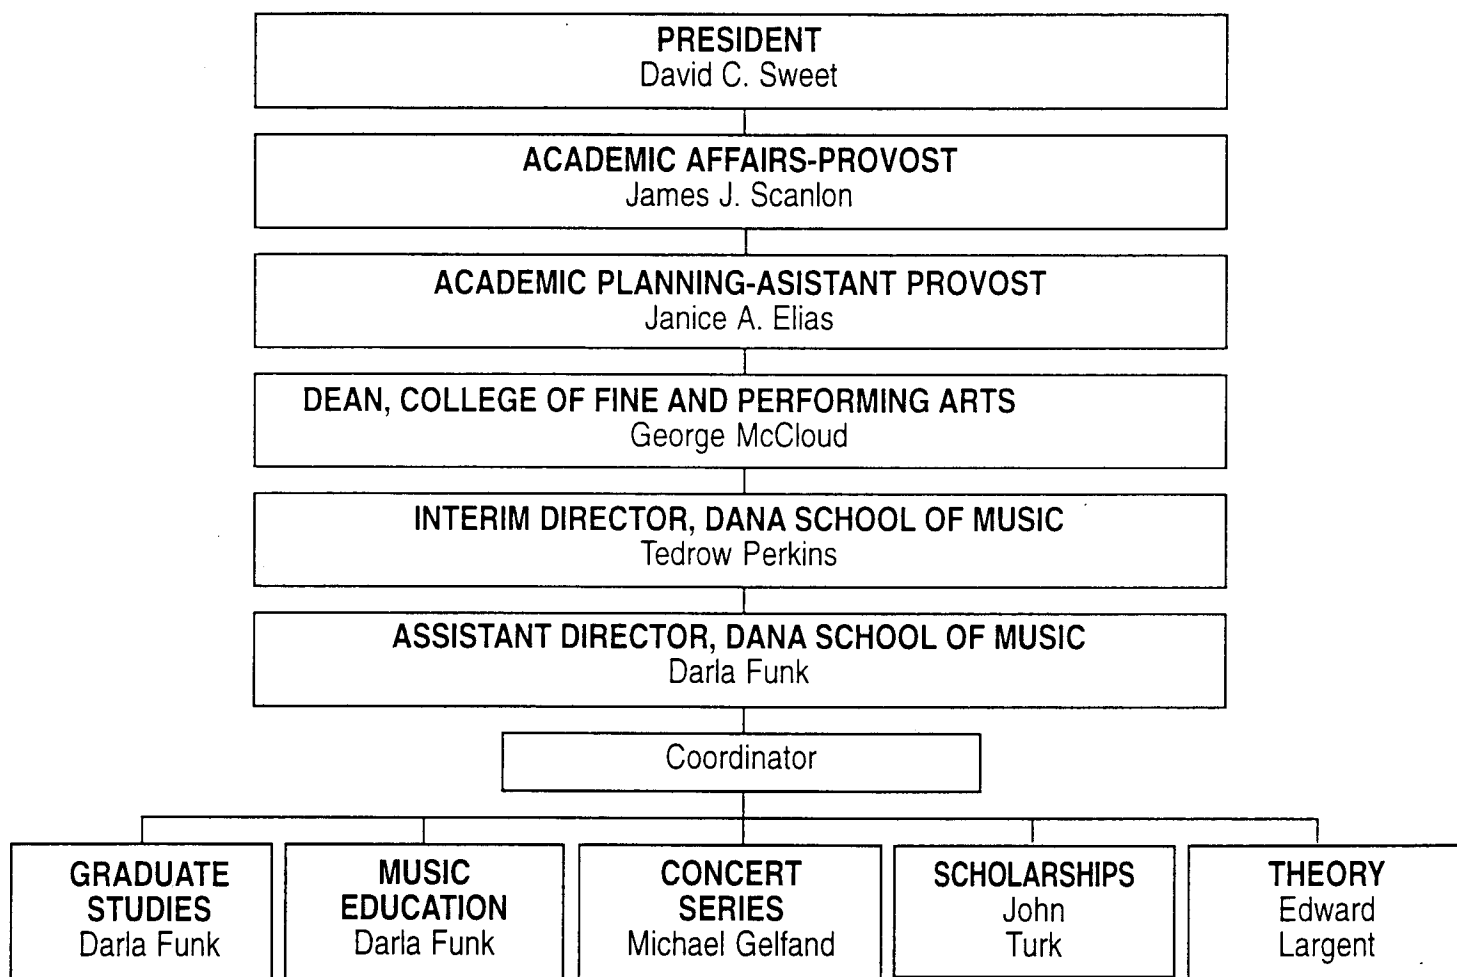 PRESIDENT
David C. Sweet
ACADEMIC AFFAIRS-PROVOST
James J. Scanlon
ACADEMIC PLANNING-ASISTANT PROVOST
Janice A. Elias
DEAN, COLLEGE OF FINE AND PERFORMING ARTS
George McCloud
INTERIM DIRECTOR, DANA SCHOOL OF MUSIC
Tedrow Perkins
ASSISTANT DIRECTOR, DANA SCHOOL OF MUSIC
Darla Funk
Coordinator
GRADUATE
STUDIES
Darla Funk
MUSIC
EDUCATION
Darla Funk
CONCERT
SERIES
Michael Gelfand
SCHOLARSHIPS
John
Turk
THEORY
Edward
Largent